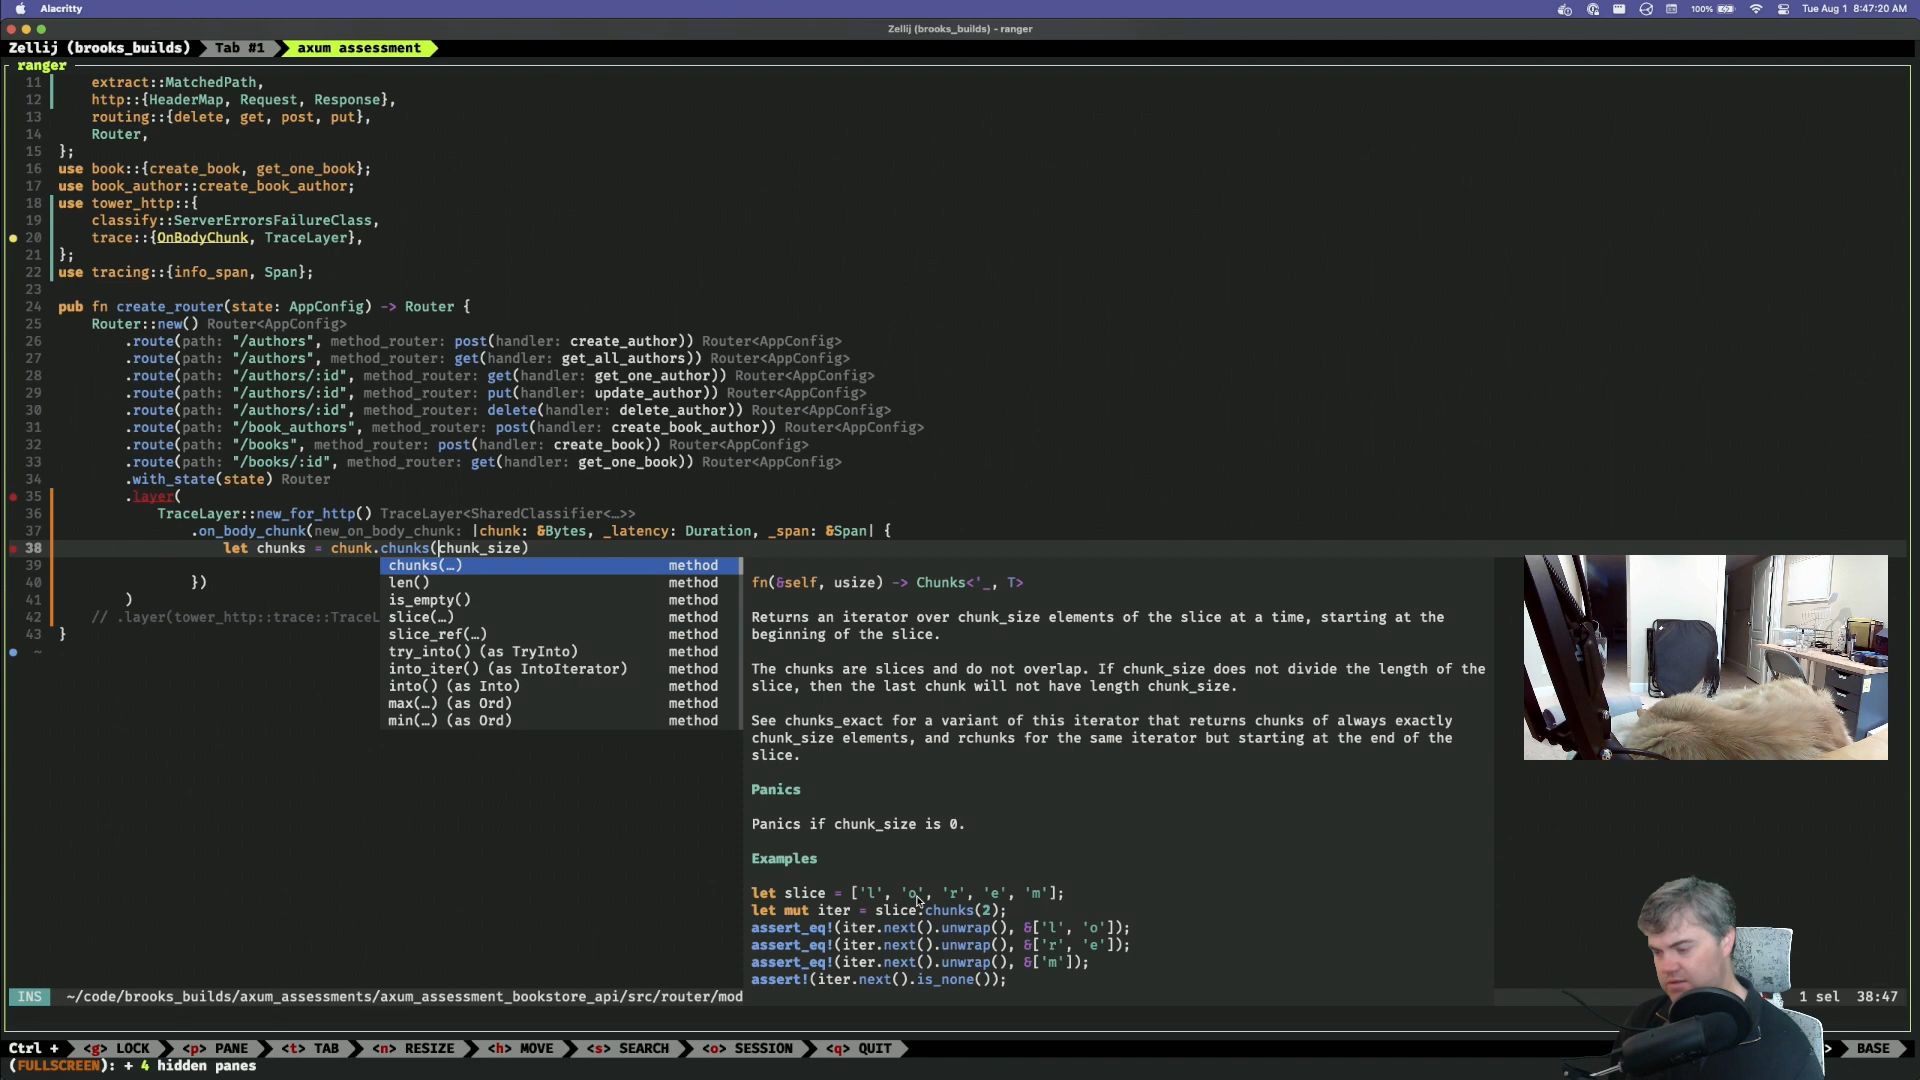 Alacritty
100%
Tue Aug 1 8:47:20 AM
Zellij (brooks_builds) - ranger
Zellij (brooks_builds) Tab #1 axum assessment
ranger
11 extract::MatchedPath,
12 http::{HeaderMap, Request, Response},
13 routing::{delete, get, post, put},
14 Router,
15 };
16 use book::{create_book, get_one_book};
17 use book_author::create_book_author;
18 use tower_http::{
19 classify::ServerErrorsFailureClass,
20 trace::{OnBodyChunk, TraceLayer},
21 };
22 use tracing::{info_span, Span};
23
24 pub fn create_router(state: AppConfig) -> Router {
25 Router::new() Router<AppConfig>
26 .route(path: "/authors", method_router: post(handler: create_author)) Router<AppConfig>
27 .route(path: "/authors", method_router: get(handler: get_all_authors)) Router<AppConfig>
28 .route(path: "/authors/:id", method_router: get(handler: get_one_author)) Router<AppConfig>
29 .route(path: "/authors/:id", method_router: put(handler: update_author)) Router<AppConfig>
30 .route(path: "/authors/:id", method_router: delete(handler: delete_author)) Router<AppConfig>
31 .route(path: "/book_authors", method_router: post(handler: create_book_author)) Router<AppConfig>
32 .route(path: "/books", method_router: post(handler: create_book)) Router<AppConfig>
33 .route(path: "/books/:id", method_router: get(handler: get_one_book)) Router<AppConfig>
34 .with_state(state) Router
35 .layer(
36 TraceLayer::new_for_http() TraceLayer<SharedClassifier<…>>
37 .on_body_chunk(new_on_body_chunk: |chunk: &Bytes, _latency: Duration, _span: &Span| {
38 let chunks = chunk.chunks(chunk_size)
39
40 })
41 )
42 // .layer(tower_http::trace::TraceL
43 }
~
chunks(…) method
len() method
is_empty() method
slice(…) method
slice_ref(…) method
try_into() (as TryInto) method
into_iter() (as IntoIterator) method
into() (as Into) method
max(…) (as Ord) method
min(…) (as Ord) method
fn(&self, usize) -> Chunks<'_, T>
Returns an iterator over chunk_size elements of the slice at a time, starting at the
beginning of the slice.
The chunks are slices and do not overlap. If chunk_size does not divide the length of the
slice, then the last chunk will not have length chunk_size.
See chunks_exact for a variant of this iterator that returns chunks of always exactly
chunk_size elements, and rchunks for the same iterator but starting at the end of the
slice.
Panics
Panics if chunk_size is 0.
Examples
let slice = ['l', 'o', 'r', 'e', 'm'];
let mut iter = slice.chunks(2);
assert_eq!(iter.next().unwrap(), &['l', 'o']);
assert_eq!(iter.next().unwrap(), &['r', 'e']);
assert_eq!(iter.next().unwrap(), &['m']);
assert!(iter.next().is_none());
INS ~/code/brooks_builds/axum_assessments/axum_assessment_bookstore_api/src/router/mod 1 sel 38:47
Ctrl + <g> LOCK <p> PANE <t> TAB <n> RESIZE <h> MOVE <s> SEARCH <o> SESSION <q> QUIT > BASE
(FULLSCREEN): + 4 hidden panes